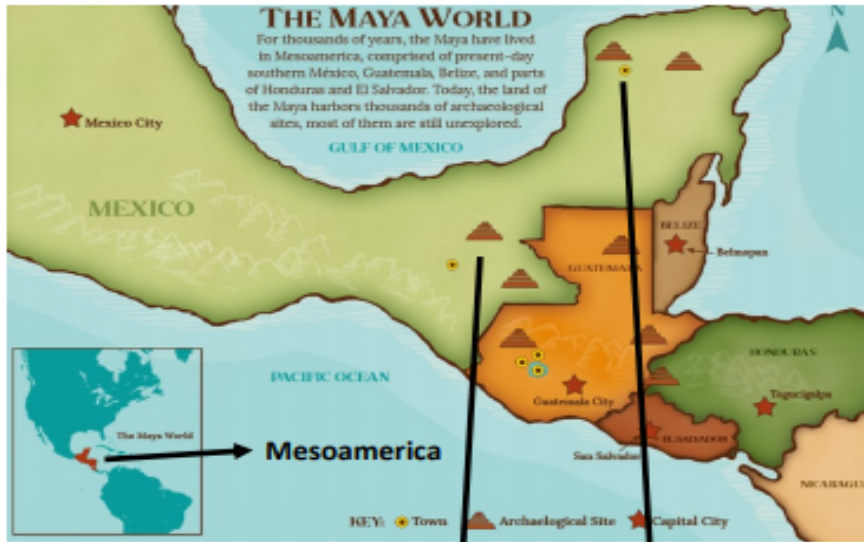 THE MAYA WORLD
For thousands of years, the Maya have lived
in Mesoamerica, comprised of present-day
southern México, Guatemala, Belize, and parts
of Honduras and El Salvador. Today, the land of
the Maya harbors thousands of archaeological
sites, most of them are still unexplored.
N
Mexico City
GULF OF MEXICO
MEXICO
BELIZE
Belmopan
GUATEMALA
HONDURAS
PACIFIC OCEAN
Guatemala City
Tegucigalpa
The Maya World
Mesoamerica
EL SALVADOR
San Salvador
NICARAGU
KEY: Town Archaelogical Site Capital City